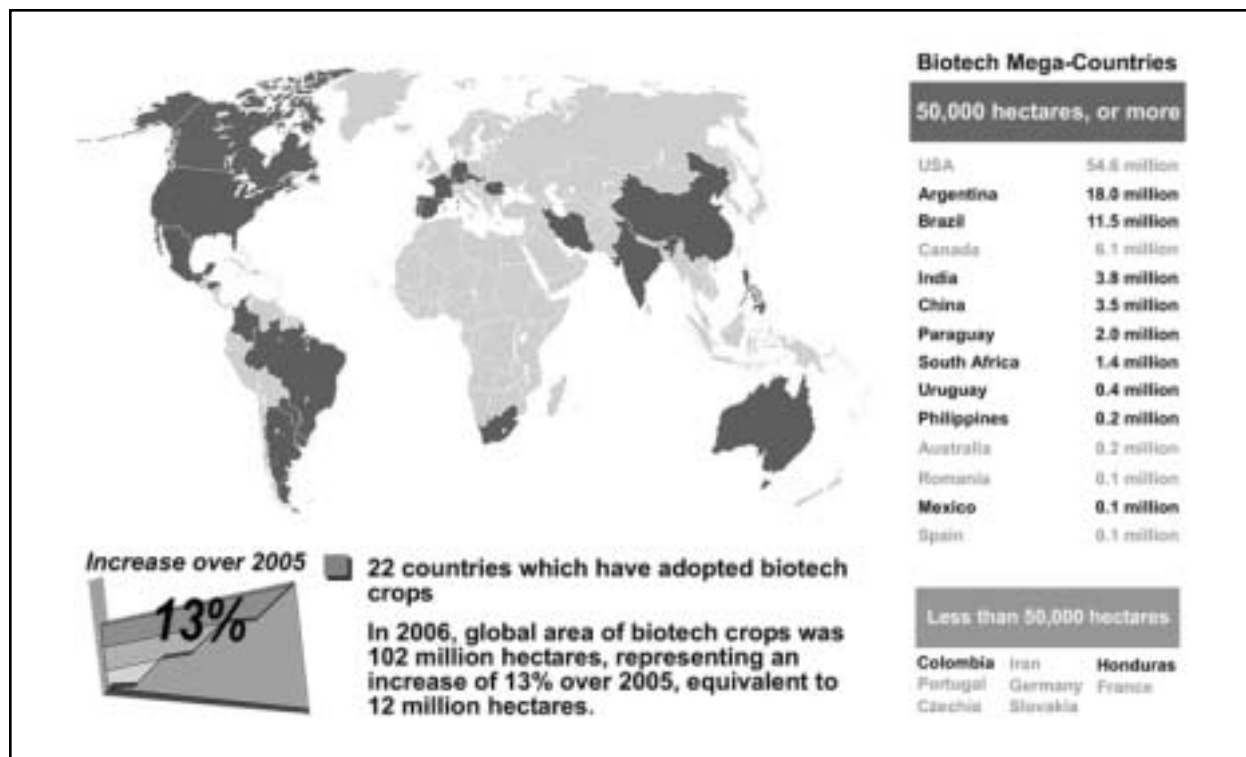 Biotech Mega-Countries
50,000 hectares, or more
USA 54.6 million
Argentina 18.0 million
Brazil 11.5 million
Canada 6.1 million
India 3.8 million
China 3.5 million
Paraguay 2.0 million
South Africa 1.4 million
Uruguay 0.4 million
Philippines 0.2 million
Australia 0.2 million
Romania 0.1 million
Mexico 0.1 million
Spain 0.1 million
Less than 50,000 hectares
Colombia Iran Honduras
Portugal Germany France
Czechia Slovakia
Increase over 2005
13%
22 countries which have adopted biotech
crops
In 2006, global area of biotech crops was
102 million hectares, representing an
increase of 13% over 2005, equivalent to
12 million hectares.